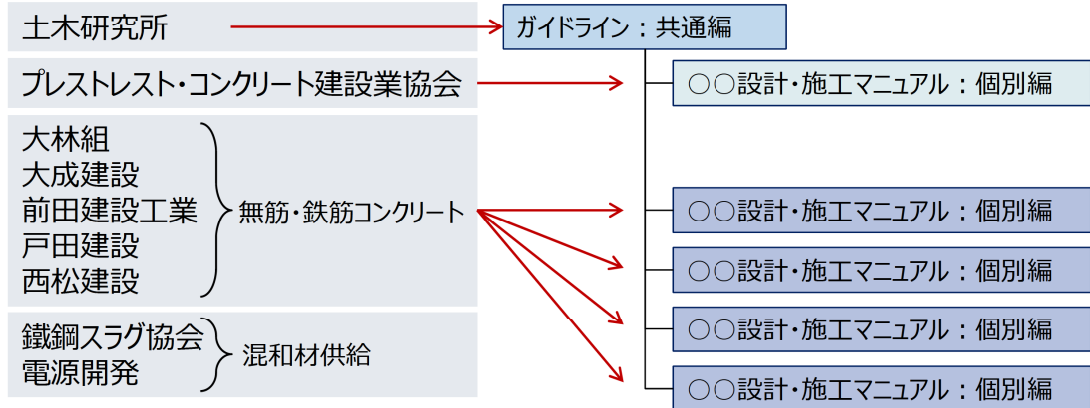 土木研究所
ガイドライン：共通編
プレストレスト・コンクリート建設業協会
○○設計・施工マニュアル：個別編
大林組
大成建設
前田建設工業
戸田建設
西松建設
無筋・鉄筋コンクリート
○○設計・施工マニュアル：個別編
○○設計・施工マニュアル：個別編
○○設計・施工マニュアル：個別編
○○設計・施工マニュアル：個別編
鐵鋼スラグ協会
電源開発
混和材供給